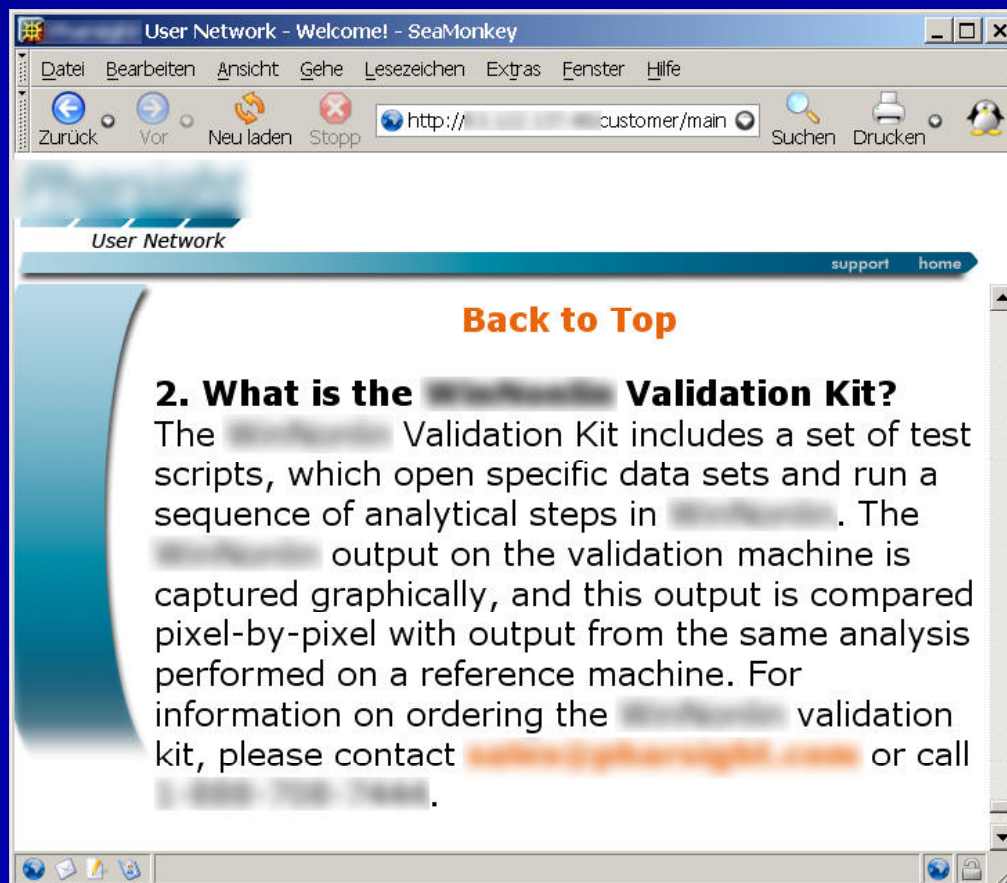 User Network - Welcome! - SeaMonkey
Datei Bearbeiten Ansicht Gehe Lesezeichen Extras Fenster Hilfe
Zurück Vor Neu laden Stopp http:// customer/main Suchen Drucken
User Network
support home
Back to Top
2. What is the Validation Kit?
The Validation Kit includes a set of test
scripts, which open specific data sets and run a
sequence of analytical steps in . The
output on the validation machine is
captured graphically, and this output is compared
pixel-by-pixel with output from the same analysis
performed on a reference machine. For
information on ordering the validation
kit, please contact or call
.